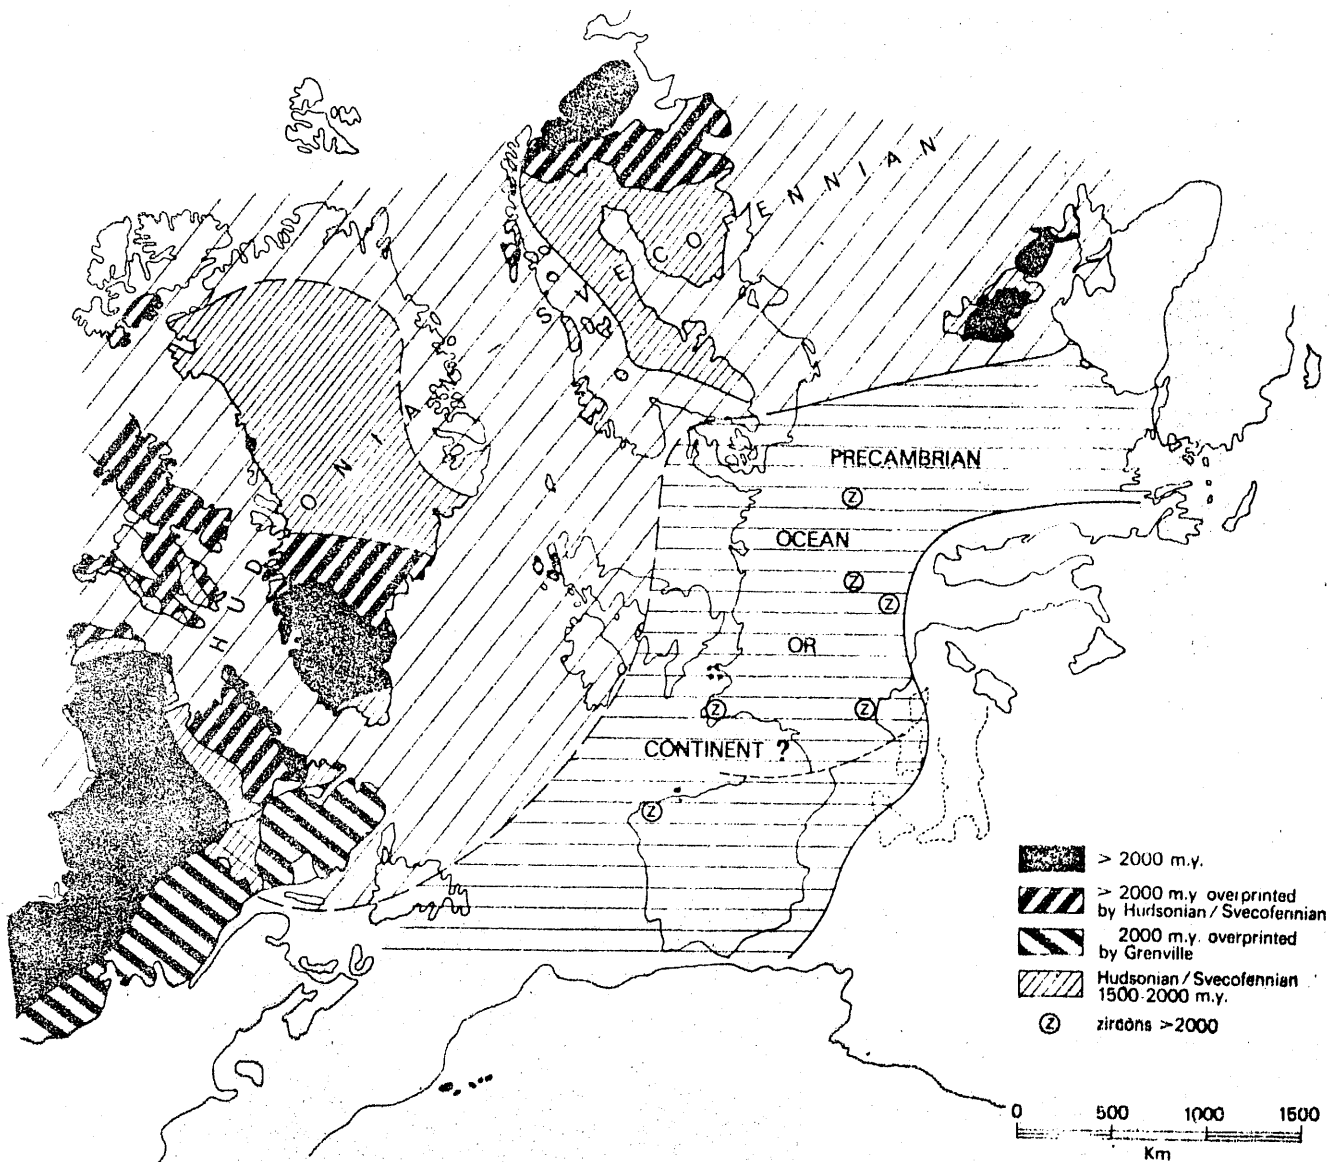 SVECOFENNIAN
HUDSONIA
PRECAMBRIAN
Z
OCEAN
Z
Z
OR
Z
Z
CONTINENT ?
Z
> 2000 m.y.
> 2000 m.y overprinted
by Hudsonian / Svecofennian
2000 m.y. overprinted
by Grenville
Hudsonian/Svecofennian
1500-2000 m.y.
Z zircons >2000
0 500 1000 1500
Km